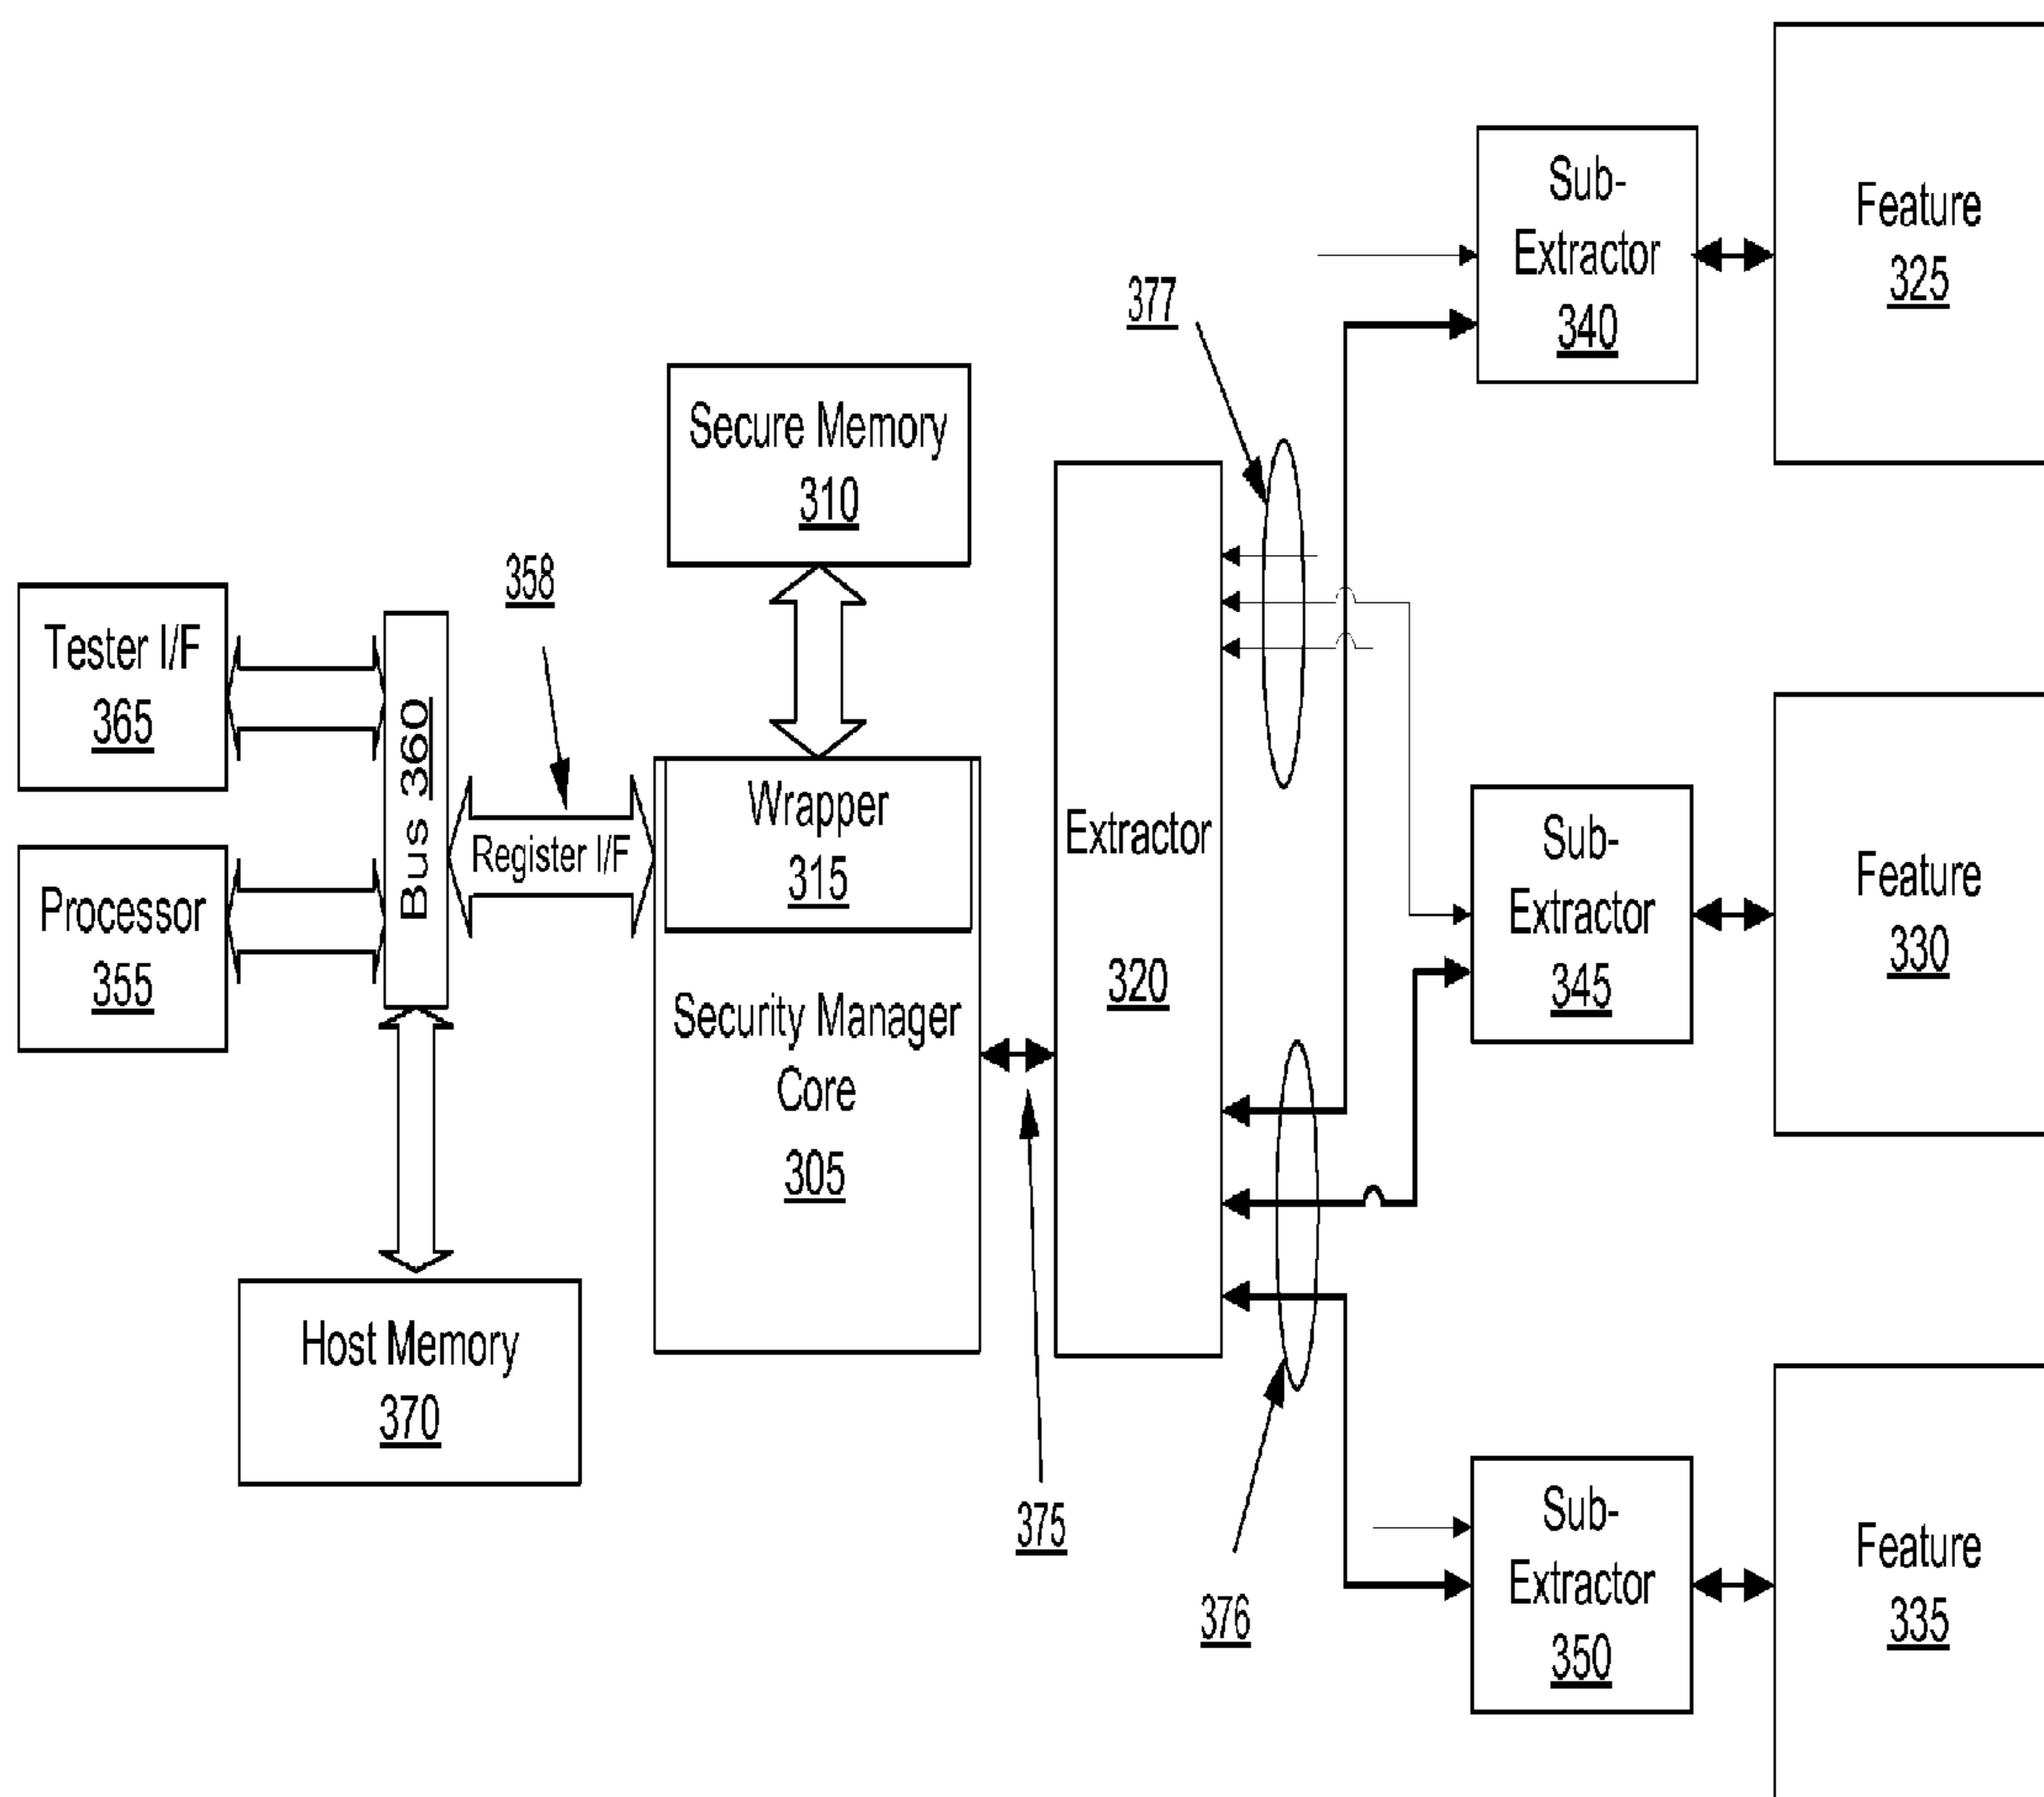 Sub-
Extractor
340
Feature
325
377
Secure Memory
310
358
Tester I/F
365
Bus 360
Register I/F
Wrapper
315
Extractor
320
Sub-
Extractor
345
Feature
330
Processor
355
Security Manager
Core
305
Host Memory
370
375
376
Sub-
Extractor
350
Feature
335